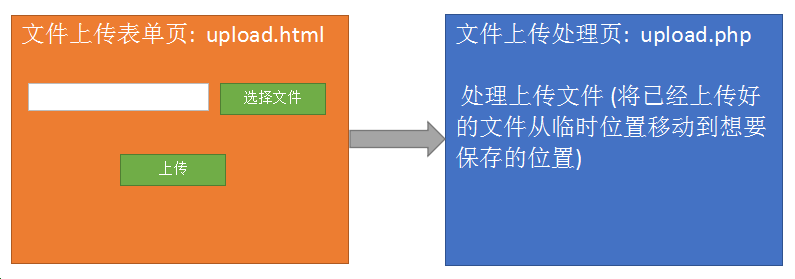 文件上传表单页: upload.html
选择文件
上传
文件上传处理页: upload.php
处理上传文件 (将已经上传好
的文件从临时位置移动到想要
保存的位置)